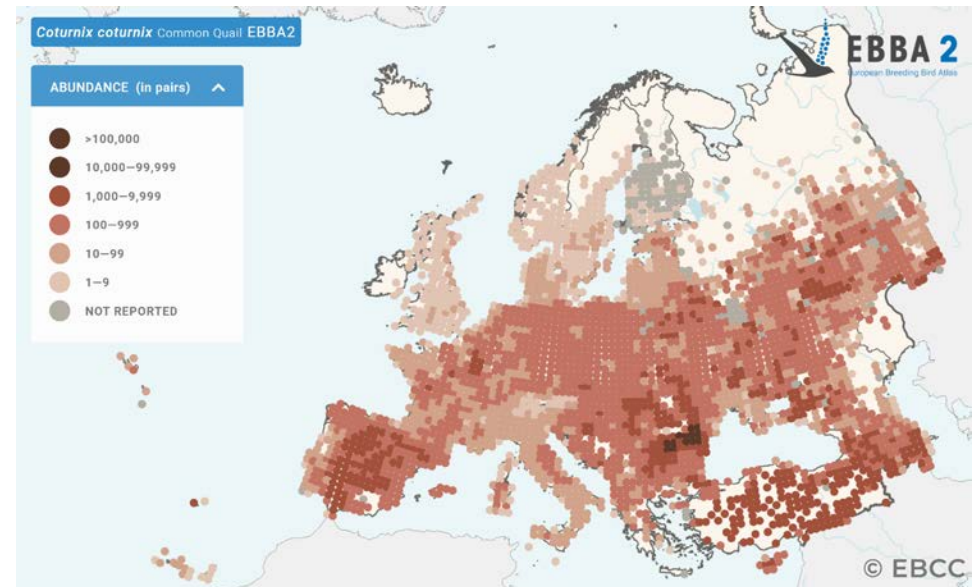 Coturnix coturnix Common Quail EBBA2
EBBA 2
European Breeding Bird Atlas
ABUNDANCE (in pairs)
>100,000
10,000–99,999
1,000–9,999
100–999
10–99
1–9
NOT REPORTED
© EBCC